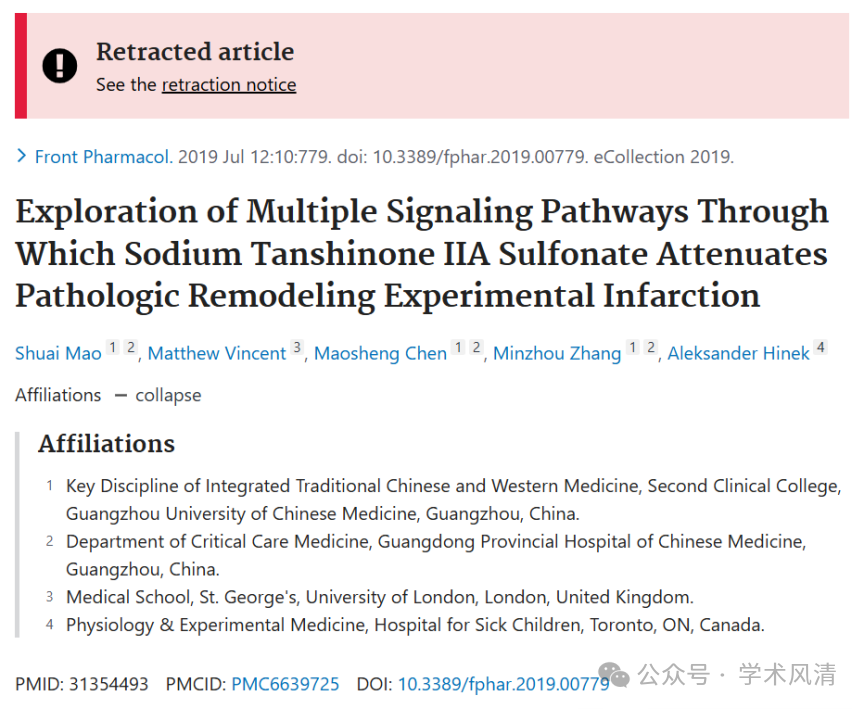 Retracted article
See the retraction notice
> Front Pharmacol. 2019 Jul 12:10:779. doi: 10.3389/fphar.2019.00779. eCollection 2019.
Exploration of Multiple Signaling Pathways Through
Which Sodium Tanshinone IIA Sulfonate Attenuates
Pathologic Remodeling Experimental Infarction
Shuai Mao 1 2, Matthew Vincent 3, Maosheng Chen 1 2, Minzhou Zhang 1 2, Aleksander Hinek 4
Affiliations — collapse
Affiliations
1 Key Discipline of Integrated Traditional Chinese and Western Medicine, Second Clinical College,
Guangzhou University of Chinese Medicine, Guangzhou, China.
2 Department of Critical Care Medicine, Guangdong Provincial Hospital of Chinese Medicine,
Guangzhou, China.
3 Medical School, St. George's, University of London, London, United Kingdom.
4 Physiology & Experimental Medicine, Hospital for Sick Children, Toronto, ON, Canada.
PMID: 31354493 PMCID: PMC6639725 DOI: 10.3389/fphar.2019.00779
公众号 · 学术风清